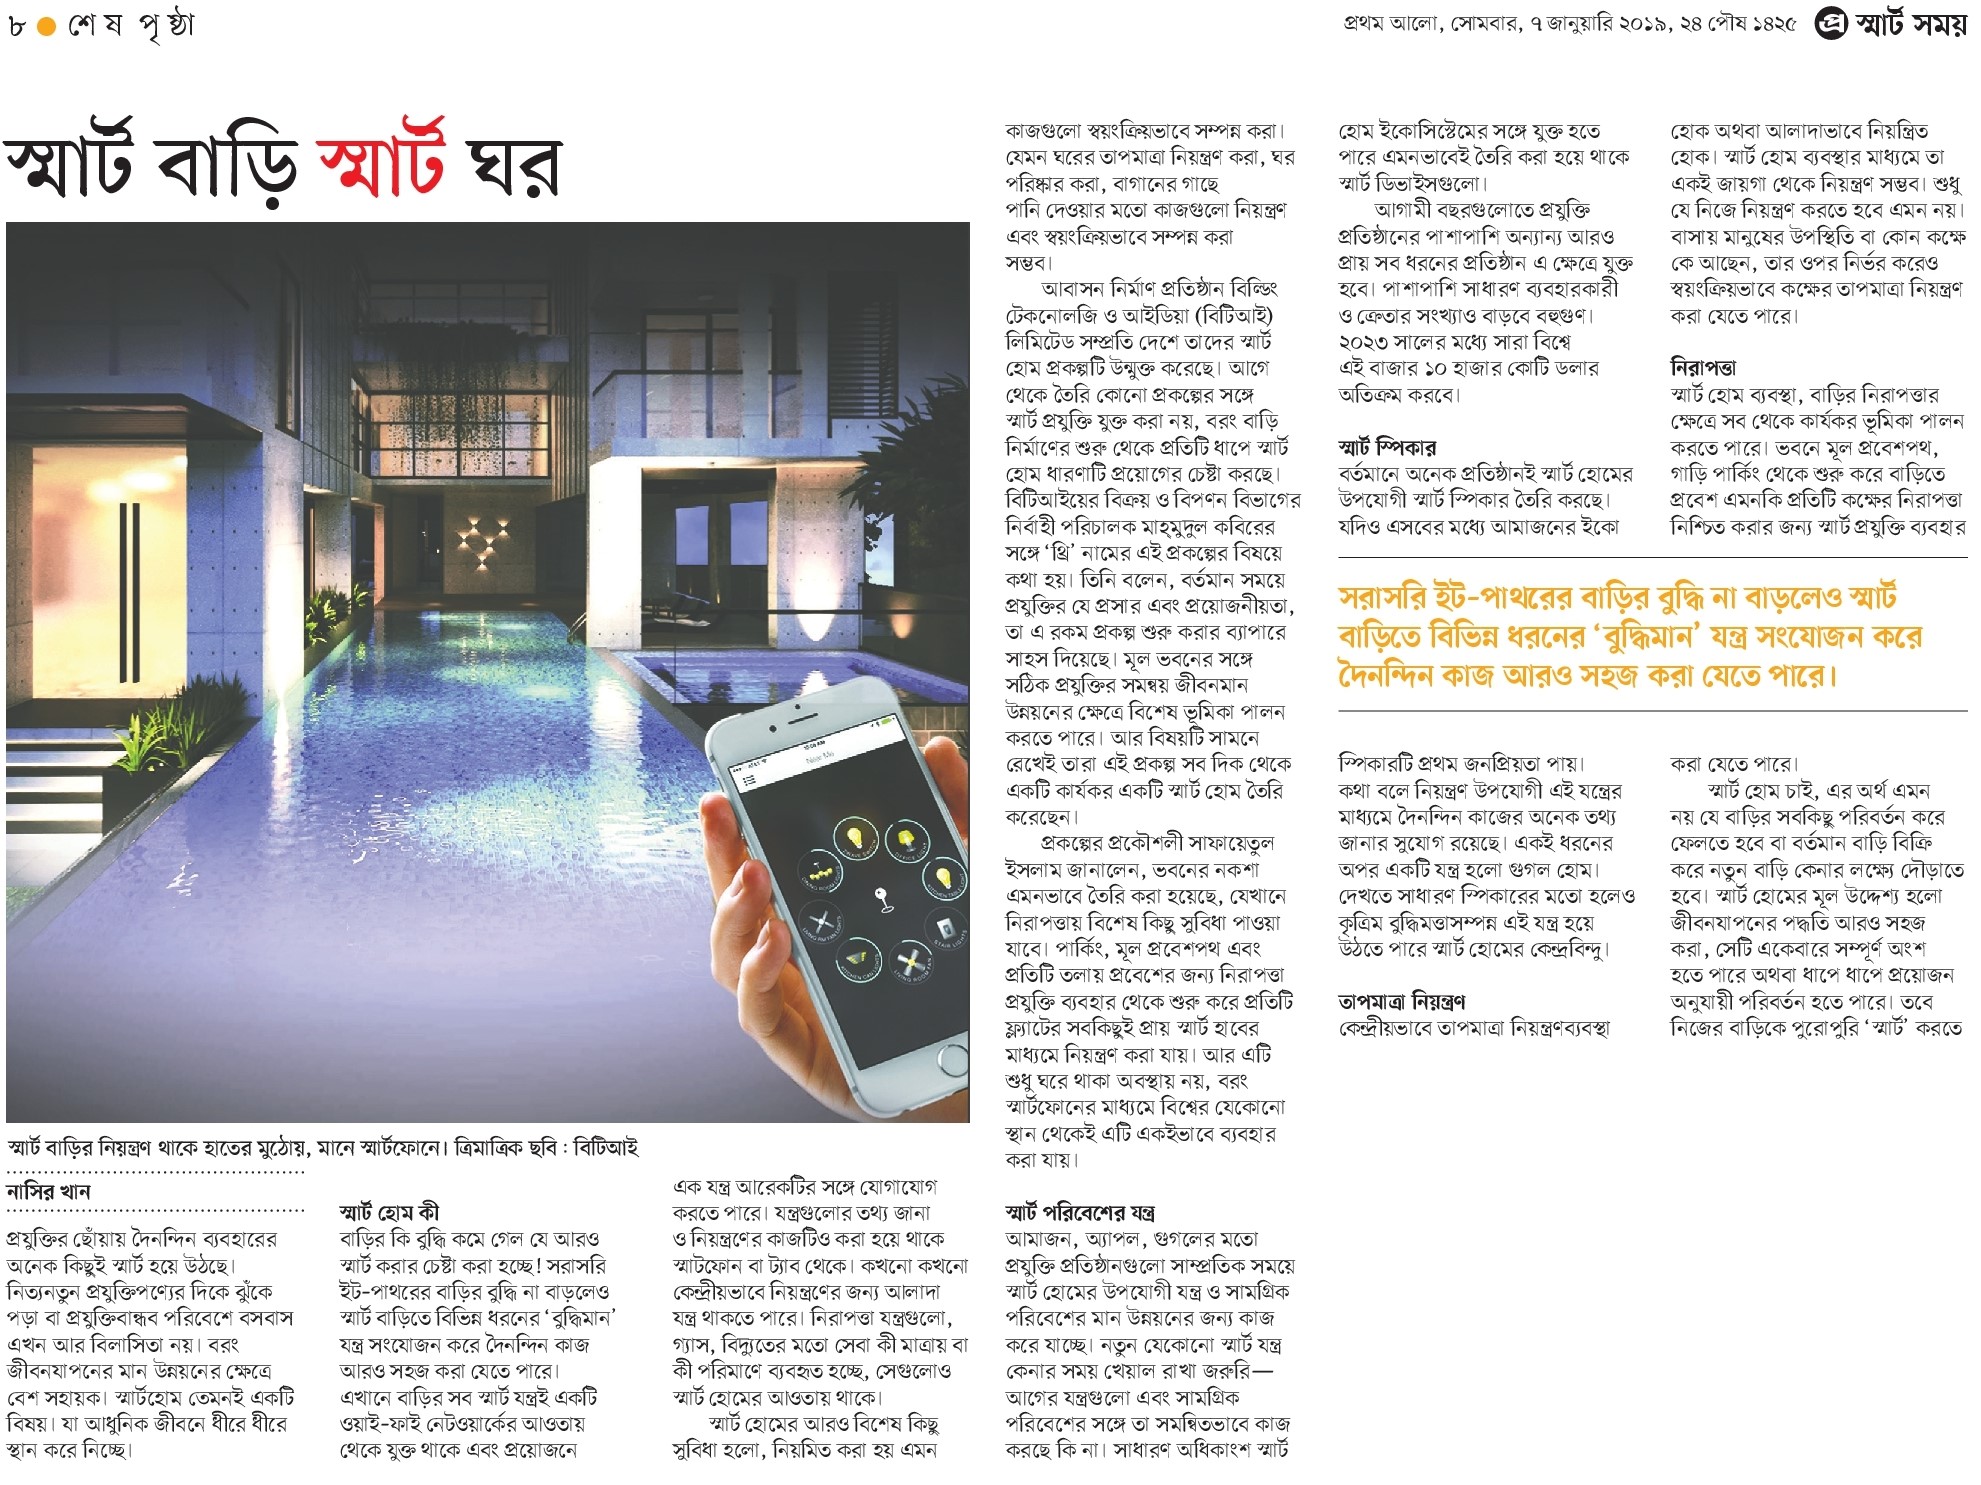 ৮ ● শেষ পৃষ্ঠা
প্রথম আলো, সোমবার, ৭ জানুয়ারি ২০১৯, ২৪ পৌষ ১৪২৫ প্র স্মার্ট সময়
স্মার্ট বাড়ি স্মার্ট ঘর
স্মার্ট বাড়ির নিয়ন্ত্রণ থাকে হাতের মুঠোয়, মানে স্মার্টফোনে। ত্রিমাত্রিক ছবি : বিটিআই
নাসির খান
প্রযুক্তির ছোঁয়ায় দৈনন্দিন ব্যবহারের
অনেক কিছুই স্মার্ট হয়ে উঠছে।
নিত্যনতুন প্রযুক্তিপণ্যের দিকে ঝুঁকে
পড়া বা প্রযুক্তিবান্ধব পরিবেশে বসবাস
এখন আর বিলাসিতা নয়। বরং
জীবনযাপনের মান উন্নয়নের ক্ষেত্রে
বেশ সহায়ক। স্মার্টহোম তেমনই একটি
বিষয়। যা আধুনিক জীবনে ধীরে ধীরে
স্থান করে নিচ্ছে।
স্মার্ট হোম কী
বাড়ির কি বুদ্ধি কমে গেল যে আরও
স্মার্ট করার চেষ্টা করা হচ্ছে! সরাসরি
ইট-পাথরের বাড়ির বুদ্ধি না বাড়লেও
স্মার্ট বাড়িতে বিভিন্ন ধরনের ‘বুদ্ধিমান’
যন্ত্র সংযোজন করে দৈনন্দিন কাজ
আরও সহজ করা যেতে পারে।
এখানে বাড়ির সব স্মার্ট যন্ত্রই একটি
ওয়াই-ফাই নেটওয়ার্কের আওতায়
থেকে যুক্ত থাকে এবং প্রয়োজনে
এক যন্ত্র আরেকটির সঙ্গে যোগাযোগ
করতে পারে। যন্ত্রগুলোর তথ্য জানা
ও নিয়ন্ত্রণের কাজটিও করা হয়ে থাকে
স্মার্টফোন বা ট্যাব থেকে। কখনো কখনো
কেন্দ্রীয়ভাবে নিয়ন্ত্রণের জন্য আলাদা
যন্ত্র থাকতে পারে। নিরাপত্তা যন্ত্রগুলো,
গ্যাস, বিদ্যুতের মতো সেবা কী মাত্রায় বা
কী পরিমাণে ব্যবহৃত হচ্ছে, সেগুলোও
স্মার্ট হোমের আওতায় থাকে।
স্মার্ট হোমের আরও বিশেষ কিছু
সুবিধা হলো, নিয়মিত করা হয় এমন
কাজগুলো স্বয়ংক্রিয়ভাবে সম্পন্ন করা।
যেমন ঘরের তাপমাত্রা নিয়ন্ত্রণ করা, ঘর
পরিষ্কার করা, বাগানের গাছে
পানি দেওয়ার মতো কাজগুলো নিয়ন্ত্রণ
এবং স্বয়ংক্রিয়ভাবে সম্পন্ন করা
সম্ভব।
আবাসন নির্মাণ প্রতিষ্ঠান বিল্ডিং
টেকনোলজি ও আইডিয়া (বিটিআই)
লিমিটেড সম্প্রতি দেশে তাদের স্মার্ট
হোম প্রকল্পটি উন্মুক্ত করেছে। আগে
থেকে তৈরি কোনো প্রকল্পের সঙ্গে
স্মার্ট প্রযুক্তি যুক্ত করা নয়, বরং বাড়ি
নির্মাণের শুরু থেকে প্রতিটি ধাপে স্মার্ট
হোম ধারণাটি প্রয়োগের চেষ্টা করছে।
বিটিআইয়ের বিক্রয় ও বিপণন বিভাগের
নির্বাহী পরিচালক মাহ্‌মুদুল কবিরের
সঙ্গে ‘থ্রি’ নামের এই প্রকল্পের বিষয়ে
কথা হয়। তিনি বলেন, বর্তমান সময়ে
প্রযুক্তির যে প্রসার এবং প্রয়োজনীয়তা,
তা এ রকম প্রকল্প শুরু করার ব্যাপারে
সাহস দিয়েছে। মূল ভবনের সঙ্গে
সঠিক প্রযুক্তির সমন্বয় জীবনমান
উন্নয়নের ক্ষেত্রে বিশেষ ভূমিকা পালন
করতে পারে। আর বিষয়টি সামনে
রেখেই তারা এই প্রকল্প সব দিক থেকে
একটি কার্যকর একটি স্মার্ট হোম তৈরি
করেছেন।
প্রকল্পের প্রকৌশলী সাফায়েতুল
ইসলাম জানালেন, ভবনের নকশা
এমনভাবে তৈরি করা হয়েছে, যেখানে
নিরাপত্তায় বিশেষ কিছু সুবিধা পাওয়া
যাবে। পার্কিং, মূল প্রবেশপথ এবং
প্রতিটি তলায় প্রবেশের জন্য নিরাপত্তা
প্রযুক্তি ব্যবহার থেকে শুরু করে প্রতিটি
ফ্ল্যাটের সবকিছুই প্রায় স্মার্ট হাবের
মাধ্যমে নিয়ন্ত্রণ করা যায়। আর এটি
শুধু ঘরে থাকা অবস্থায় নয়, বরং
স্মার্টফোনের মাধ্যমে বিশ্বের যেকোনো
স্থান থেকেই এটি একইভাবে ব্যবহার
করা যায়।
স্মার্ট পরিবেশের যন্ত্র
আমাজন, অ্যাপল, গুগলের মতো
প্রযুক্তি প্রতিষ্ঠানগুলো সাম্প্রতিক সময়ে
স্মার্ট হোমের উপযোগী যন্ত্র ও সামগ্রিক
পরিবেশের মান উন্নয়নের জন্য কাজ
করে যাচ্ছে। নতুন যেকোনো স্মার্ট যন্ত্র
কেনার সময় খেয়াল রাখা জরুরি—
আগের যন্ত্রগুলো এবং সামগ্রিক
পরিবেশের সঙ্গে তা সমন্বিতভাবে কাজ
করছে কি না। সাধারণ অধিকাংশ স্মার্ট
হোম ইকোসিস্টেমের সঙ্গে যুক্ত হতে
পারে এমনভাবেই তৈরি করা হয়ে থাকে
স্মার্ট ডিভাইসগুলো।
আগামী বছরগুলোতে প্রযুক্তি
প্রতিষ্ঠানের পাশাপাশি অন্যান্য আরও
প্রায় সব ধরনের প্রতিষ্ঠান এ ক্ষেত্রে যুক্ত
হবে। পাশাপাশি সাধারণ ব্যবহারকারী
ও ক্রেতার সংখ্যাও বাড়বে বহুগুণ।
২০২৩ সালের মধ্যে সারা বিশ্বে
এই বাজার ১০ হাজার কোটি ডলার
অতিক্রম করবে।
স্মার্ট স্পিকার
বর্তমানে অনেক প্রতিষ্ঠানই স্মার্ট হোমের
উপযোগী স্মার্ট স্পিকার তৈরি করছে।
যদিও এসবের মধ্যে আমাজনের ইকো
সরাসরি ইট-পাথরের বাড়ির বুদ্ধি না বাড়লেও স্মার্ট
বাড়িতে বিভিন্ন ধরনের ‘বুদ্ধিমান’ যন্ত্র সংযোজন করে
দৈনন্দিন কাজ আরও সহজ করা যেতে পারে।
স্পিকারটি প্রথম জনপ্রিয়তা পায়।
কথা বলে নিয়ন্ত্রণ উপযোগী এই যন্ত্রের
মাধ্যমে দৈনন্দিন কাজের অনেক তথ্য
জানার সুযোগ রয়েছে। একই ধরনের
অপর একটি যন্ত্র হলো গুগল হোম।
দেখতে সাধারণ স্পিকারের মতো হলেও
কৃত্রিম বুদ্ধিমত্তাসম্পন্ন এই যন্ত্র হয়ে
উঠতে পারে স্মার্ট হোমের কেন্দ্রবিন্দু।
তাপমাত্রা নিয়ন্ত্রণ
কেন্দ্রীয়ভাবে তাপমাত্রা নিয়ন্ত্রণব্যবস্থা
হোক অথবা আলাদাভাবে নিয়ন্ত্রিত
হোক। স্মার্ট হোম ব্যবস্থার মাধ্যমে তা
একই জায়গা থেকে নিয়ন্ত্রণ সম্ভব। শুধু
যে নিজে নিয়ন্ত্রণ করতে হবে এমন নয়।
বাসায় মানুষের উপস্থিতি বা কোন কক্ষে
কে আছেন, তার ওপর নির্ভর করেও
স্বয়ংক্রিয়ভাবে কক্ষের তাপমাত্রা নিয়ন্ত্রণ
করা যেতে পারে।
নিরাপত্তা
স্মার্ট হোম ব্যবস্থা, বাড়ির নিরাপত্তার
ক্ষেত্রে সব থেকে কার্যকর ভূমিকা পালন
করতে পারে। ভবনে মূল প্রবেশপথ,
গাড়ি পার্কিং থেকে শুরু করে বাড়িতে
প্রবেশ এমনকি প্রতিটি কক্ষের নিরাপত্তা
নিশ্চিত করার জন্য স্মার্ট প্রযুক্তি ব্যবহার
করা যেতে পারে।
স্মার্ট হোম চাই, এর অর্থ এমন
নয় যে বাড়ির সবকিছু পরিবর্তন করে
ফেলতে হবে বা বর্তমান বাড়ি বিক্রি
করে নতুন বাড়ি কেনার লক্ষ্যে দৌড়াতে
হবে। স্মার্ট হোমের মূল উদ্দেশ্য হলো
জীবনযাপনের পদ্ধতি আরও সহজ
করা, সেটি একেবারে সম্পূর্ণ অংশ
হতে পারে অথবা ধাপে ধাপে প্রয়োজন
অনুযায়ী পরিবর্তন হতে পারে। তবে
নিজের বাড়িকে পুরোপুরি ‘স্মার্ট’ করতে